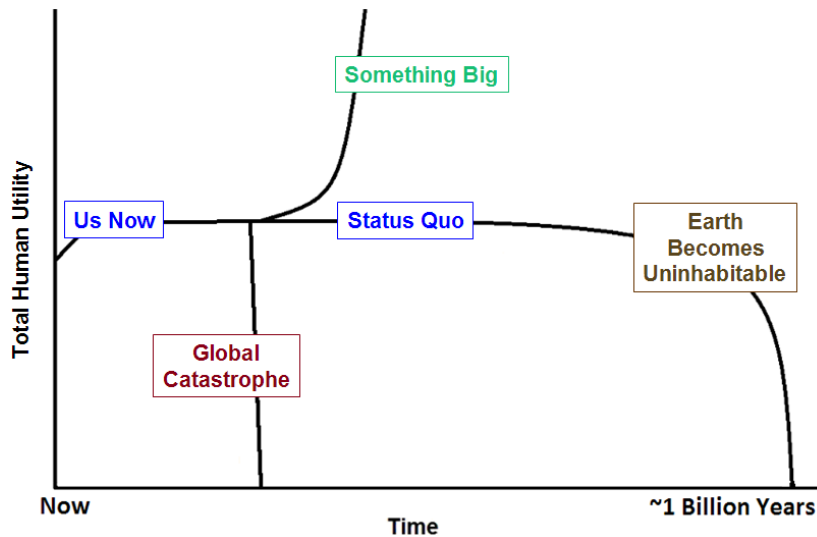 Something Big
Total Human Utility
Us Now
Status Quo
Earth
Becomes
Uninhabitable
Global
Catastrophe
Now
~1 Billion Years
Time